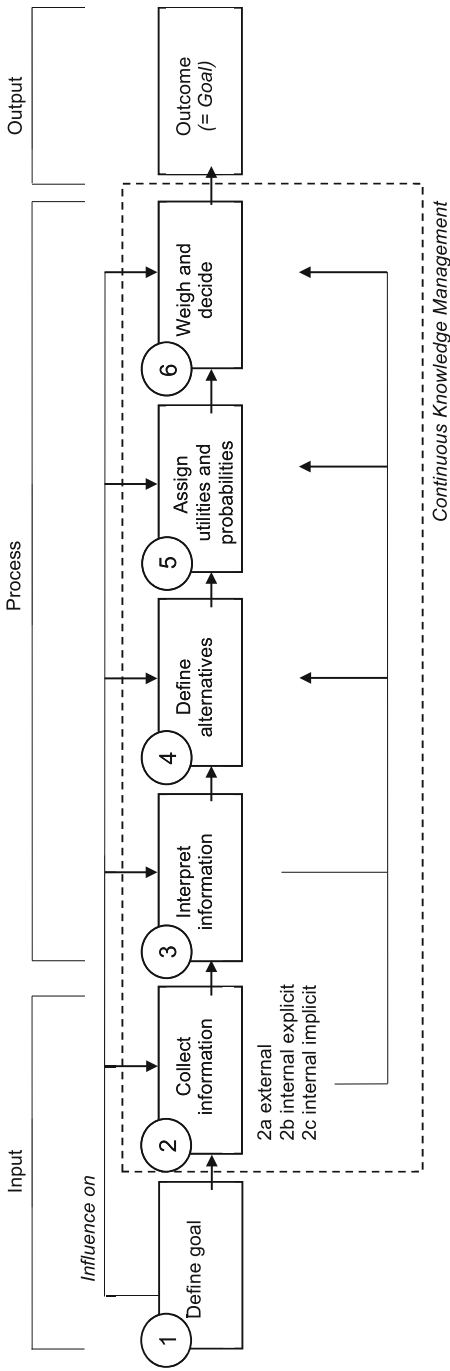 Input
Process
Output
Influence on
1
Define goal
2
Collect
information
2a external
2b internal explicit
2c internal implicit
3
Interpret
information
4
Define
alternatives
5
Assign
utilities and
probabilities
6
Weigh and
decide
Outcome
(= Goal)
Continuous Knowledge Management